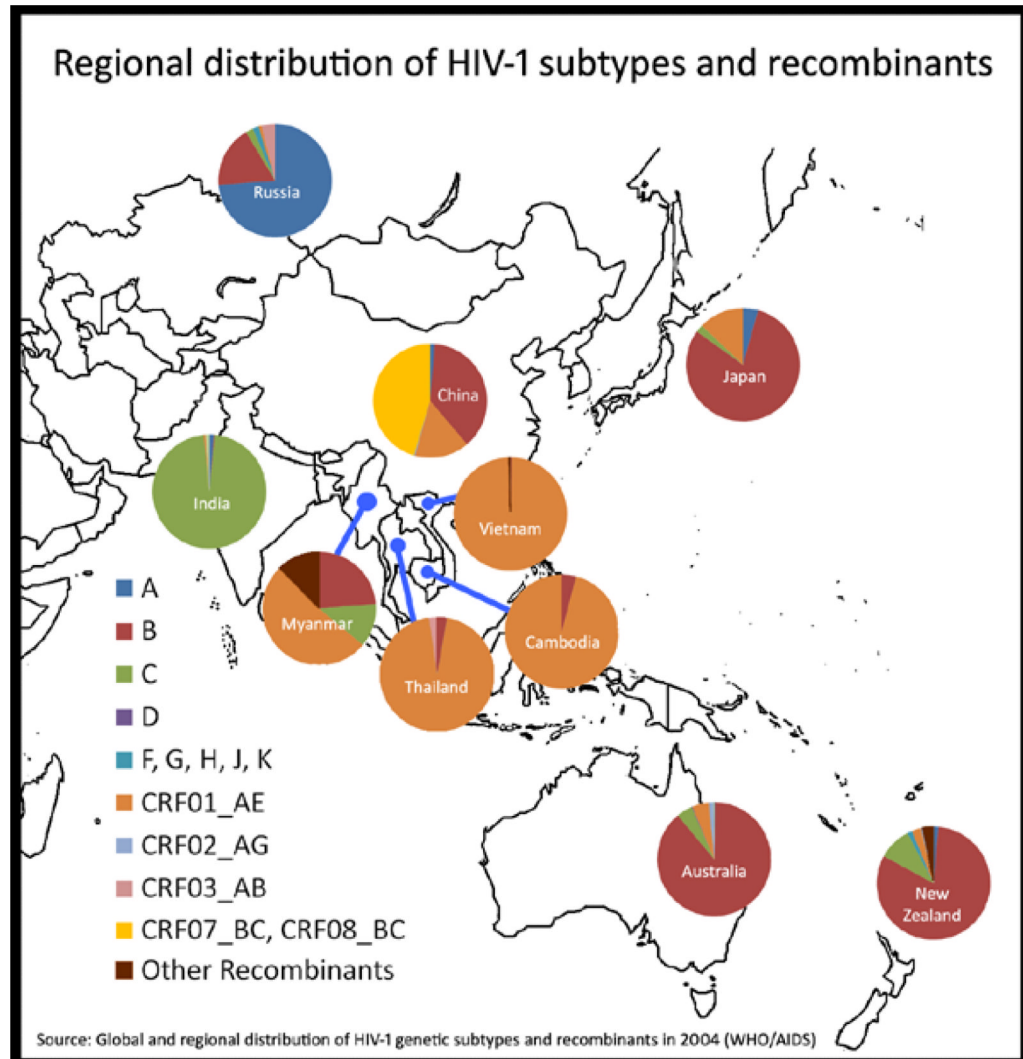 Regional distribution of HIV-1 subtypes and recombinants
Russia
Japan
China
India
Vietnam
Myanmar
Cambodia
Thailand
Australia
New
Zealand
A
B
C
D
F, G, H, J, K
CRF01_AE
CRF02_AG
CRF03_AB
CRF07_BC, CRF08_BC
Other Recombinants
Source: Global and regional distribution of HIV-1 genetic subtypes and recombinants in 2004 (WHO/AIDS)